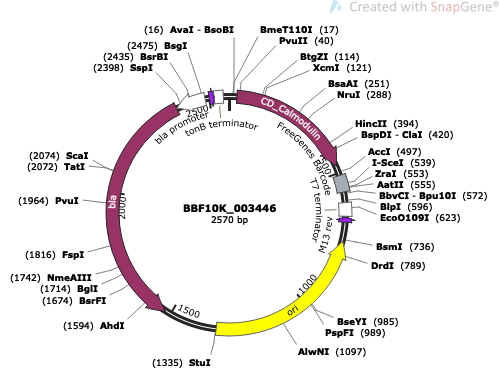 Created with SnapGene®
(16) AvaI - BsoBI
BmeT110I (17)
(2475) BsgI
PvuII (40)
(2435) BsrBI
BtgZI (114)
(2398) SspI
XcmI (121)
BsaAI (251)
NruI (288)
HincII (394)
BspDI - ClaI (420)
AccI (497)
I-SceI (539)
ZraI (553)
AatII (555)
BbvCI - Bpu10I (572)
BlpI (596)
EcoO109I (623)
BsmI (736)
DrdI (789)
BseYI (985)
PspFI (989)
AlwNI (1097)
(1335) StuI
(1594) AhdI
(1674) BsrFI
(1714) BglI
(1742) NmeAIII
(1816) FspI
(1964) PvuI
(2072) TatI
(2074) ScaI
CD_Calmodulin
FreeGenes Barcode
T7 terminator
M13 rev
ori
bla
bla promoter
tonB terminator
500
1000
1500
2000
2500
BBF10K_003446
2570 bp